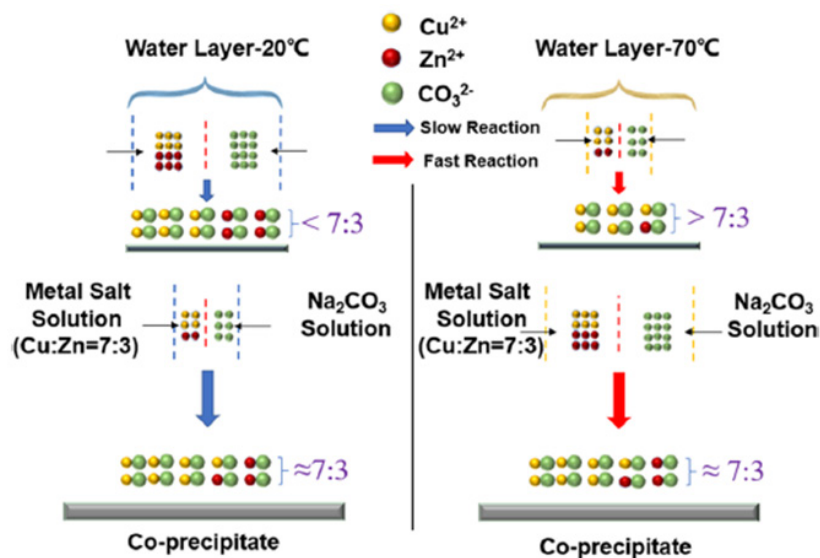 Water Layer-20℃
Cu²⁺
Zn²⁺
CO₃²⁻
Slow Reaction
Fast Reaction
Water Layer-70℃
< 7:3
> 7:3
Metal Salt
Solution
(Cu:Zn=7:3)
Na₂CO₃
Solution
Metal Salt
Solution
(Cu:Zn=7:3)
Na₂CO₃
Solution
≈7:3
≈ 7:3
Co-precipitate
Co-precipitate